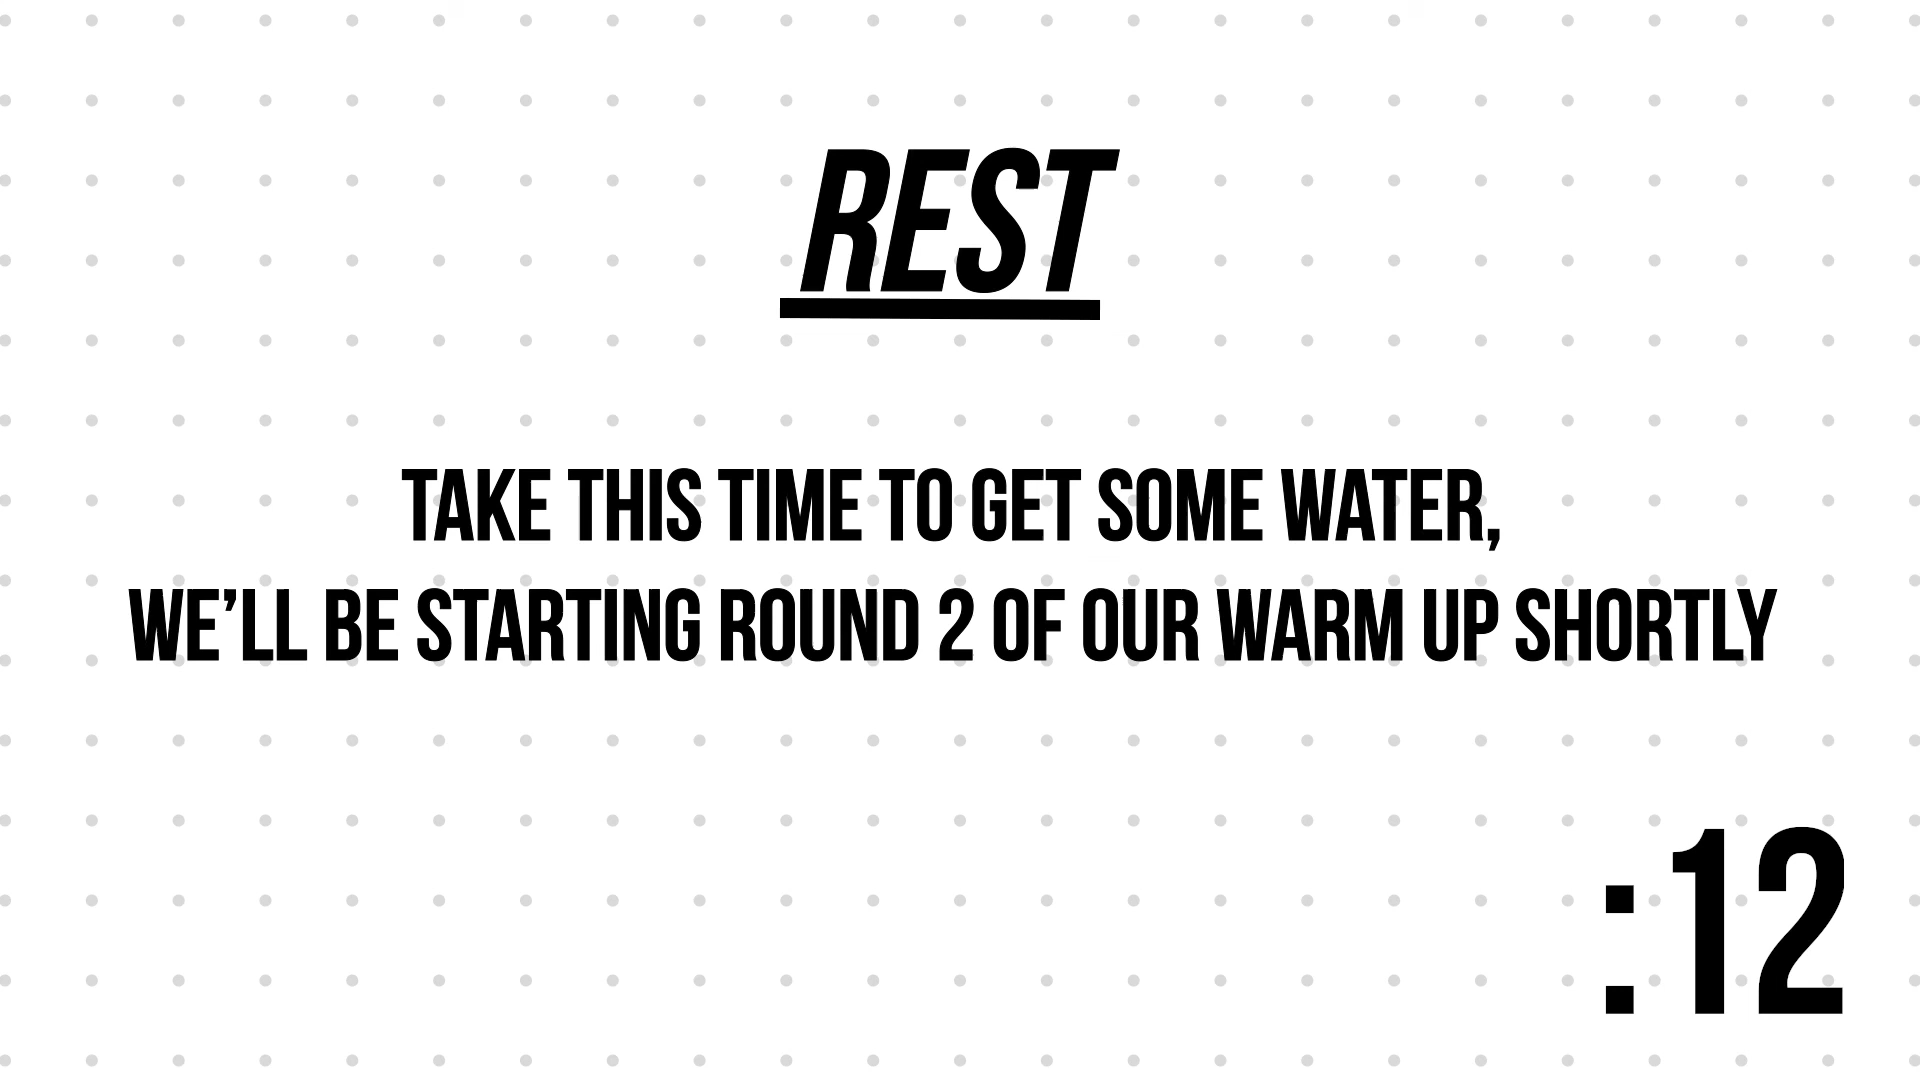 REST
TAKE THIS TIME TO GET SOME WATER,
WE’LL BE STARTING ROUND 2 OF OUR WARM UP SHORTLY
:12